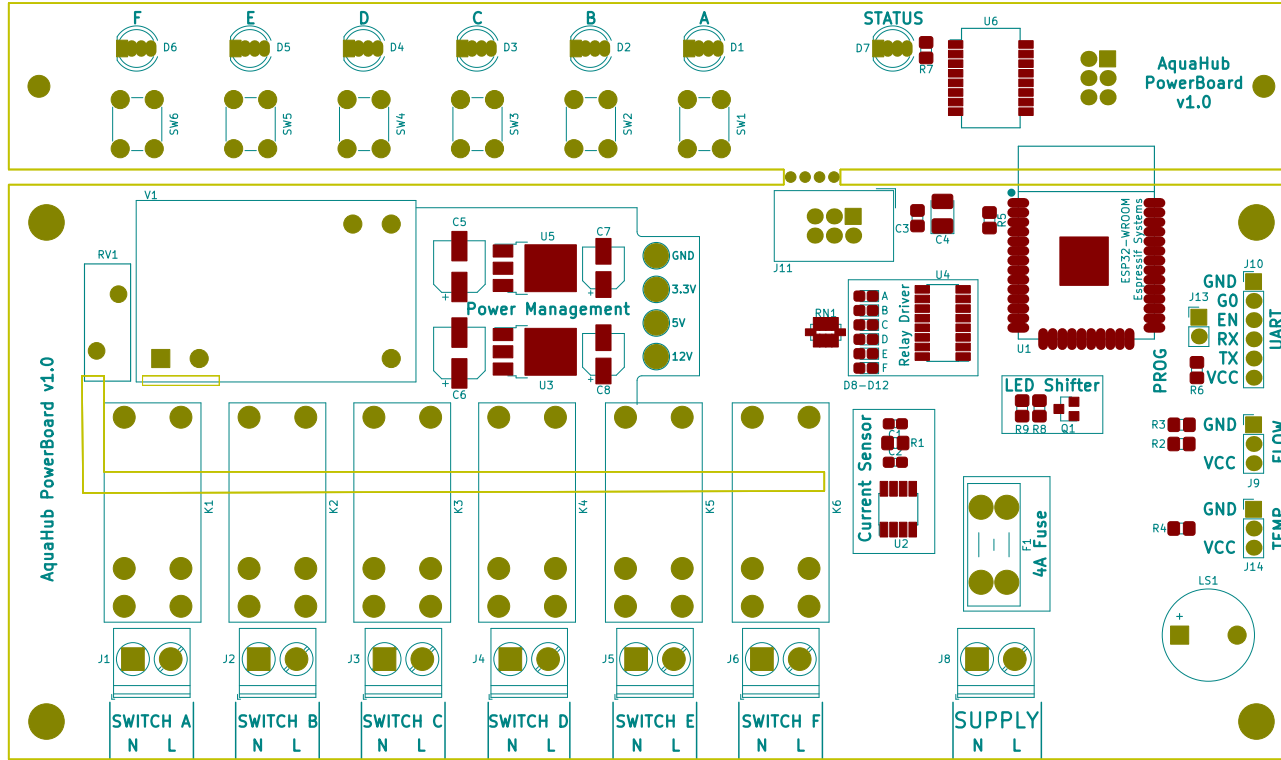 F
E
D
C
B
A
STATUS
U6
D6
D5
D4
D3
D2
D1
D7
R7
AquaHub
PowerBoard
v1.0
SW6
SW5
SW4
SW3
SW2
SW1
V1
RV1
C5
U5
C7
GND
3.3V
5V
12V
+
+
Power Management
+
+
C6
U3
C8
J11
C3
C4
R5
ESP32-WROOM
Espressif Systems
U1
U4
A
B
C
D
E
F
Relay Driver
RN1
D8-D12
J10
GND
G0
EN
RX
TX
VCC
UART
J13
PROG
R6
LED Shifter
R9
R8
Q1
AquaHub PowerBoard v1.0
K1
K2
K3
K4
K5
K6
Current Sensor
C1
R1
C2
U2
R3
R2
GND
VCC
FLOW
J9
GND
VCC
TEMP
R4
J14
F1
4A Fuse
LS1
+
J1
J2
J3
J4
J5
J6
J8
SWITCH A
N L
SWITCH B
N L
SWITCH C
N L
SWITCH D
N L
SWITCH E
N L
SWITCH F
N L
SUPPLY
N L